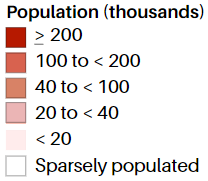 Population (thousands)
≥ 200
100 to < 200
40 to < 100
20 to < 40
< 20
Sparsely populated